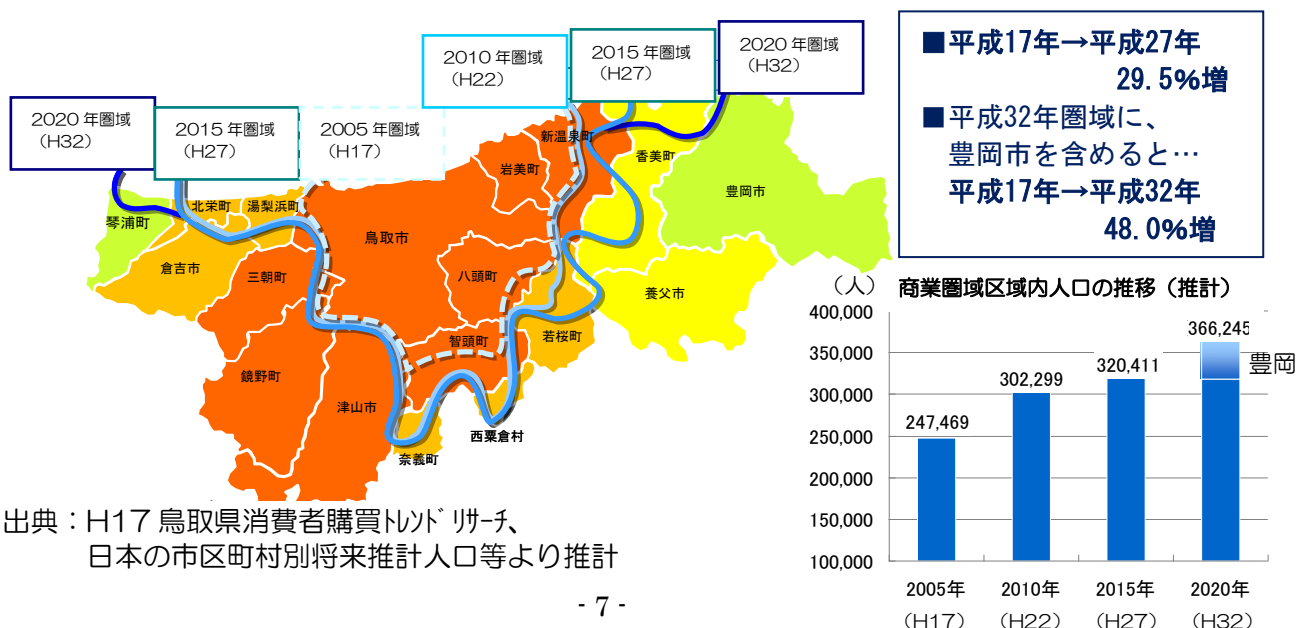 2020 年圏域
（H32）
2015 年圏域
（H27）
2005 年圏域
（H17）
2010 年圏域
（H22）
2015 年圏域
（H27）
2020 年圏域
（H32）
新温泉町
香美町
岩美町
豊岡市
北栄町
湯梨浜町
琴浦町
鳥取市
倉吉市
三朝町
八頭町
養父市
若桜町
智頭町
鏡野町
津山市
西粟倉村
奈義町
■平成17年→平成27年
29.5%増
■平成32年圏域に、
豊岡市を含めると…
平成17年→平成32年
48.0%増
（人） 商業圏域区域内人口の推移（推計）
400,000
350,000
300,000
250,000
200,000
150,000
100,000
247,469
302,299
320,411
366,245
豊岡
2005年 2010年 2015年 2020年
（H17） （H22） （H27） （H32）
出典：H17 鳥取県消費者購買ﾄﾚﾝﾄﾞﾘｻｰﾁ、
日本の市区町村別将来推計人口等より推計
- 7 -